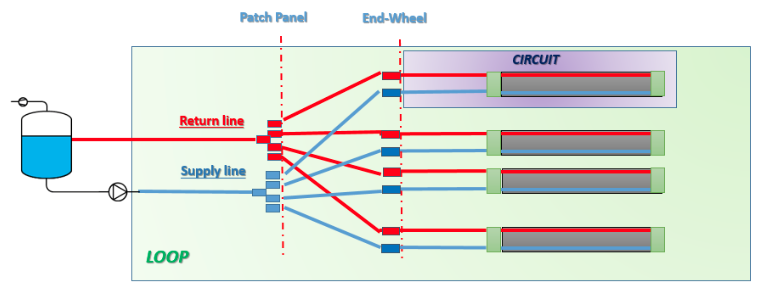 Patch Panel
End-Wheel
CIRCUIT
Return line
Supply line
LOOP